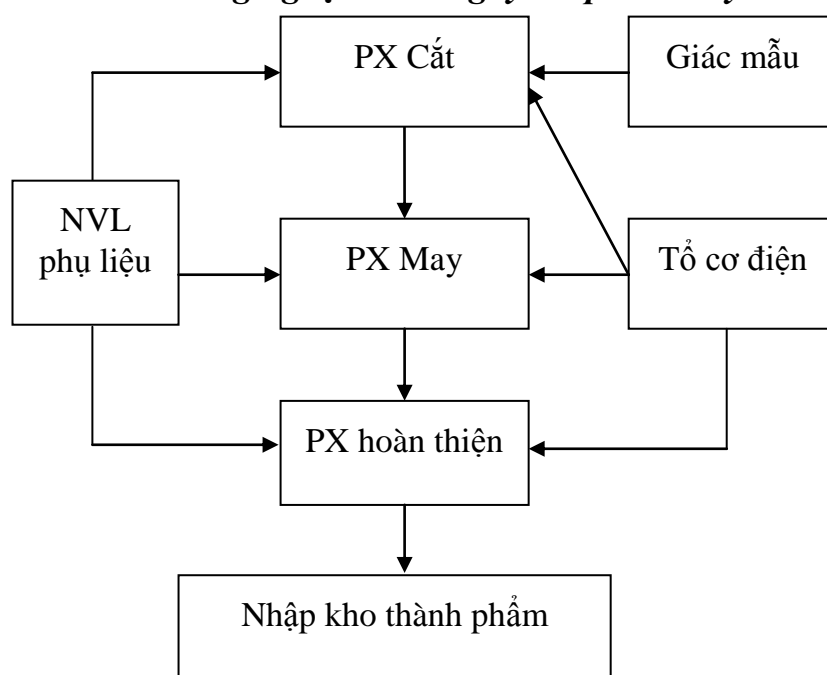 PX Cắt
Giác mẫu
NVL
phụ liệu
PX May
Tổ cơ điện
PX hoàn thiện
Nhập kho thành phẩm